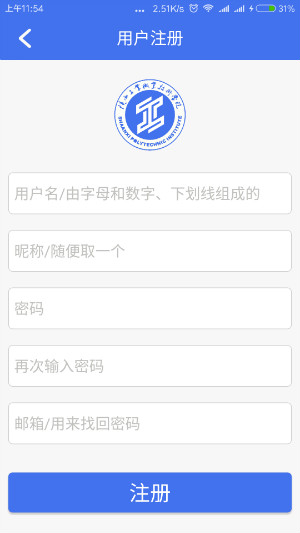 上午11:54
2.51K/s
31%
用户注册
SHAANXI POLYTECHNIC INSTITUTE
用户名/由字母和数字、下划线组成的
昵称/随便取一个
密码
再次输入密码
邮箱/用来找回密码
注册